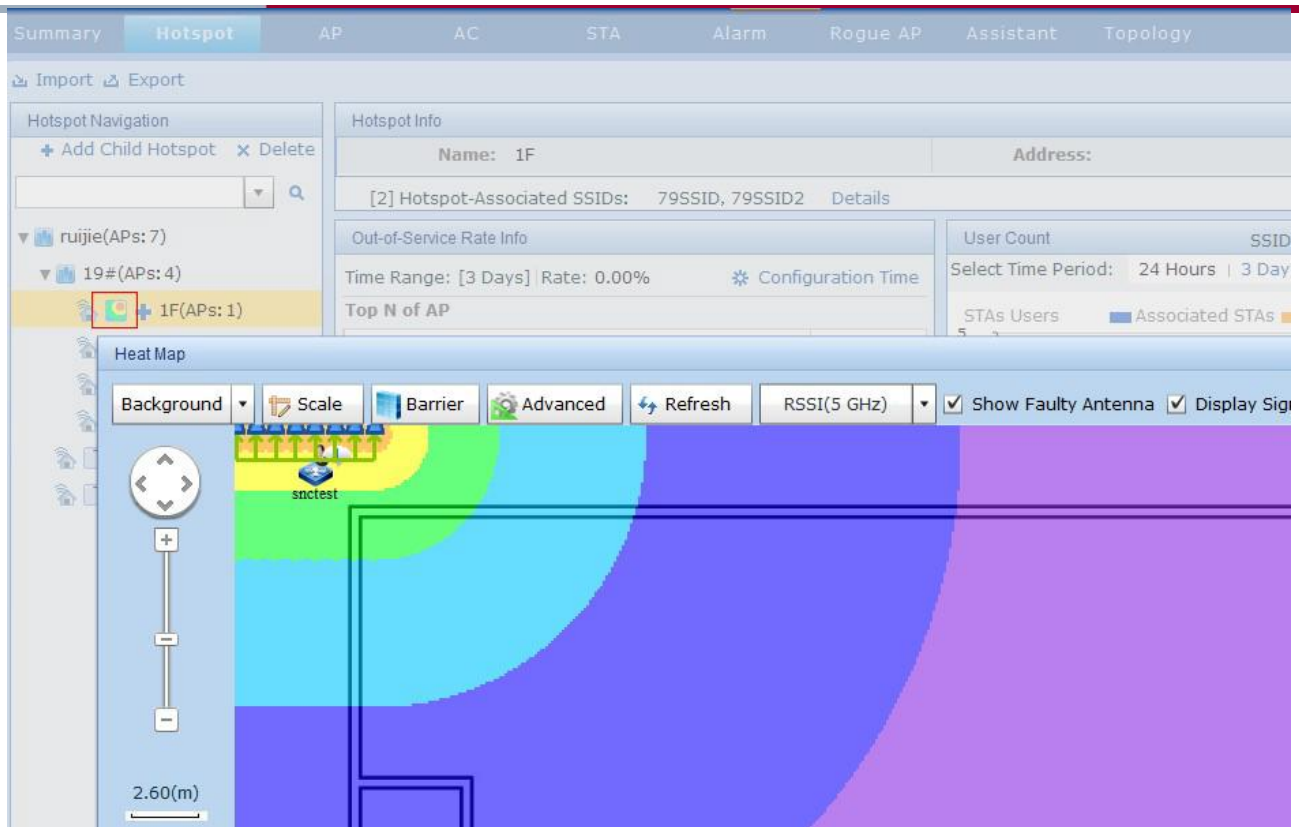 Summary Hotspot AP AC STA Alarm Rogue AP Assistant Topology
Import Export
Hotspot Navigation
Add Child Hotspot Delete
ruijie(APs:7)
19#(APs:4)
1F(APs:1)
Hotspot Info
Name: 1F Address:
[2] Hotspot-Associated SSIDs: 79SSID, 79SSID2 Details
Out-of-Service Rate Info
Time Range: [3 Days] Rate: 0.00% Configuration Time
Top N of AP
User Count SSID
Select Time Period: 24 Hours | 3 Day
STAs Users Associated STAs
5
Heat Map
Background Scale Barrier Advanced Refresh RSSI(5 GHz) Show Faulty Antenna Display Sig
snctest
2.60(m)